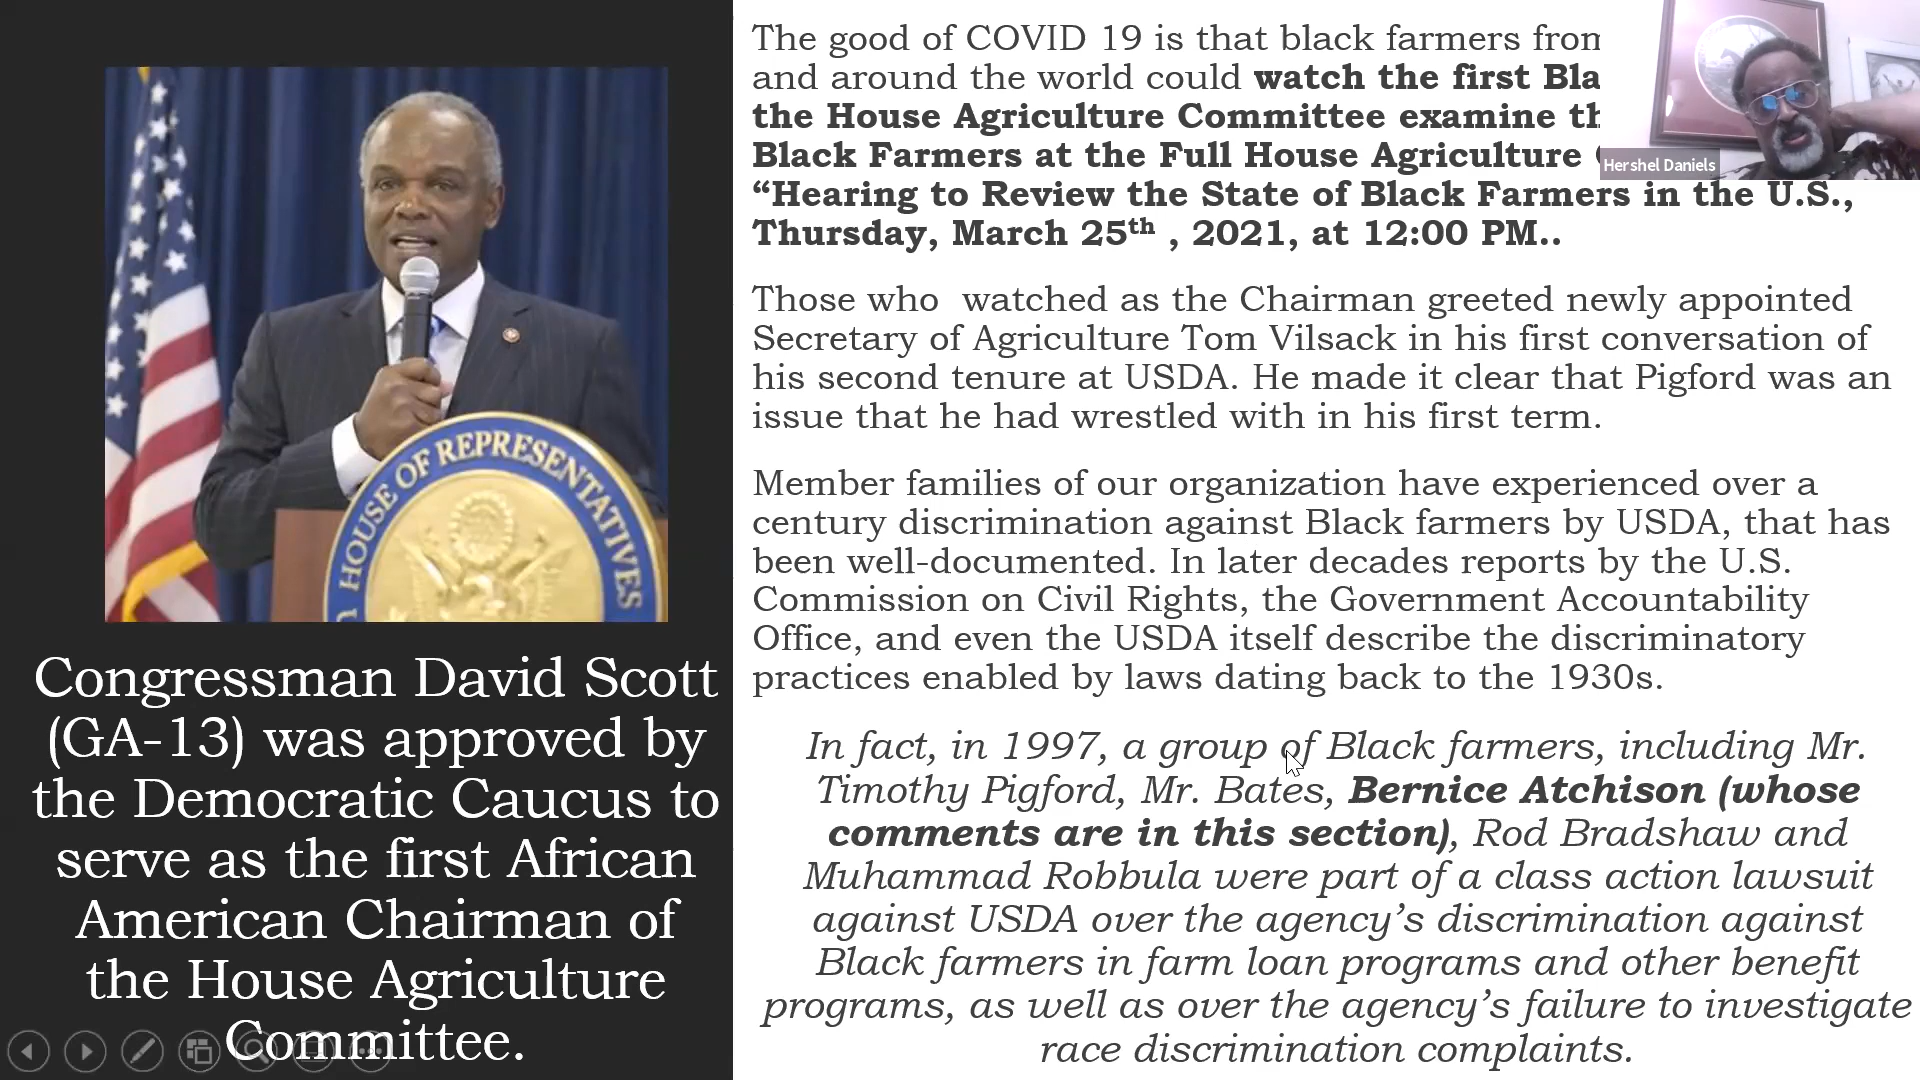 HOUSE OF REPRESENTATIVES
Congressman David Scott
(GA-13) was approved by
the Democratic Caucus to
serve as the first African
American Chairman of
the House Agriculture
Committee.
The good of COVID 19 is that black farmers from
and around the world could watch the first
the House Agriculture Committee examine
Black Farmers at the Full House Agriculture
“Hearing to Review the State of Black Farmers in the U.S.,
Thursday, March 25th , 2021, at 12:00 PM..
Those who  watched as the Chairman greeted newly appointed
Secretary of Agriculture Tom Vilsack in his first conversation of
his second tenure at USDA. He made it clear that Pigford was an
issue that he had wrestled with in his first term.
Member families of our organization have experienced over a
century discrimination against Black farmers by USDA, that has
been well-documented. In later decades reports by the U.S.
Commission on Civil Rights, the Government Accountability
Office, and even the USDA itself describe the discriminatory
practices enabled by laws dating back to the 1930s.
In fact, in 1997, a group of Black farmers, including Mr.
Timothy Pigford, Mr. Bates, Bernice Atchison (whose
comments are in this section), Rod Bradshaw and
Muhammad Robbula were part of a class action lawsuit
against USDA over the agency’s discrimination against
Black farmers in farm loan programs and other benefit
programs, as well as over the agency’s failure to investigate
race discrimination complaints.
Hershel Daniels